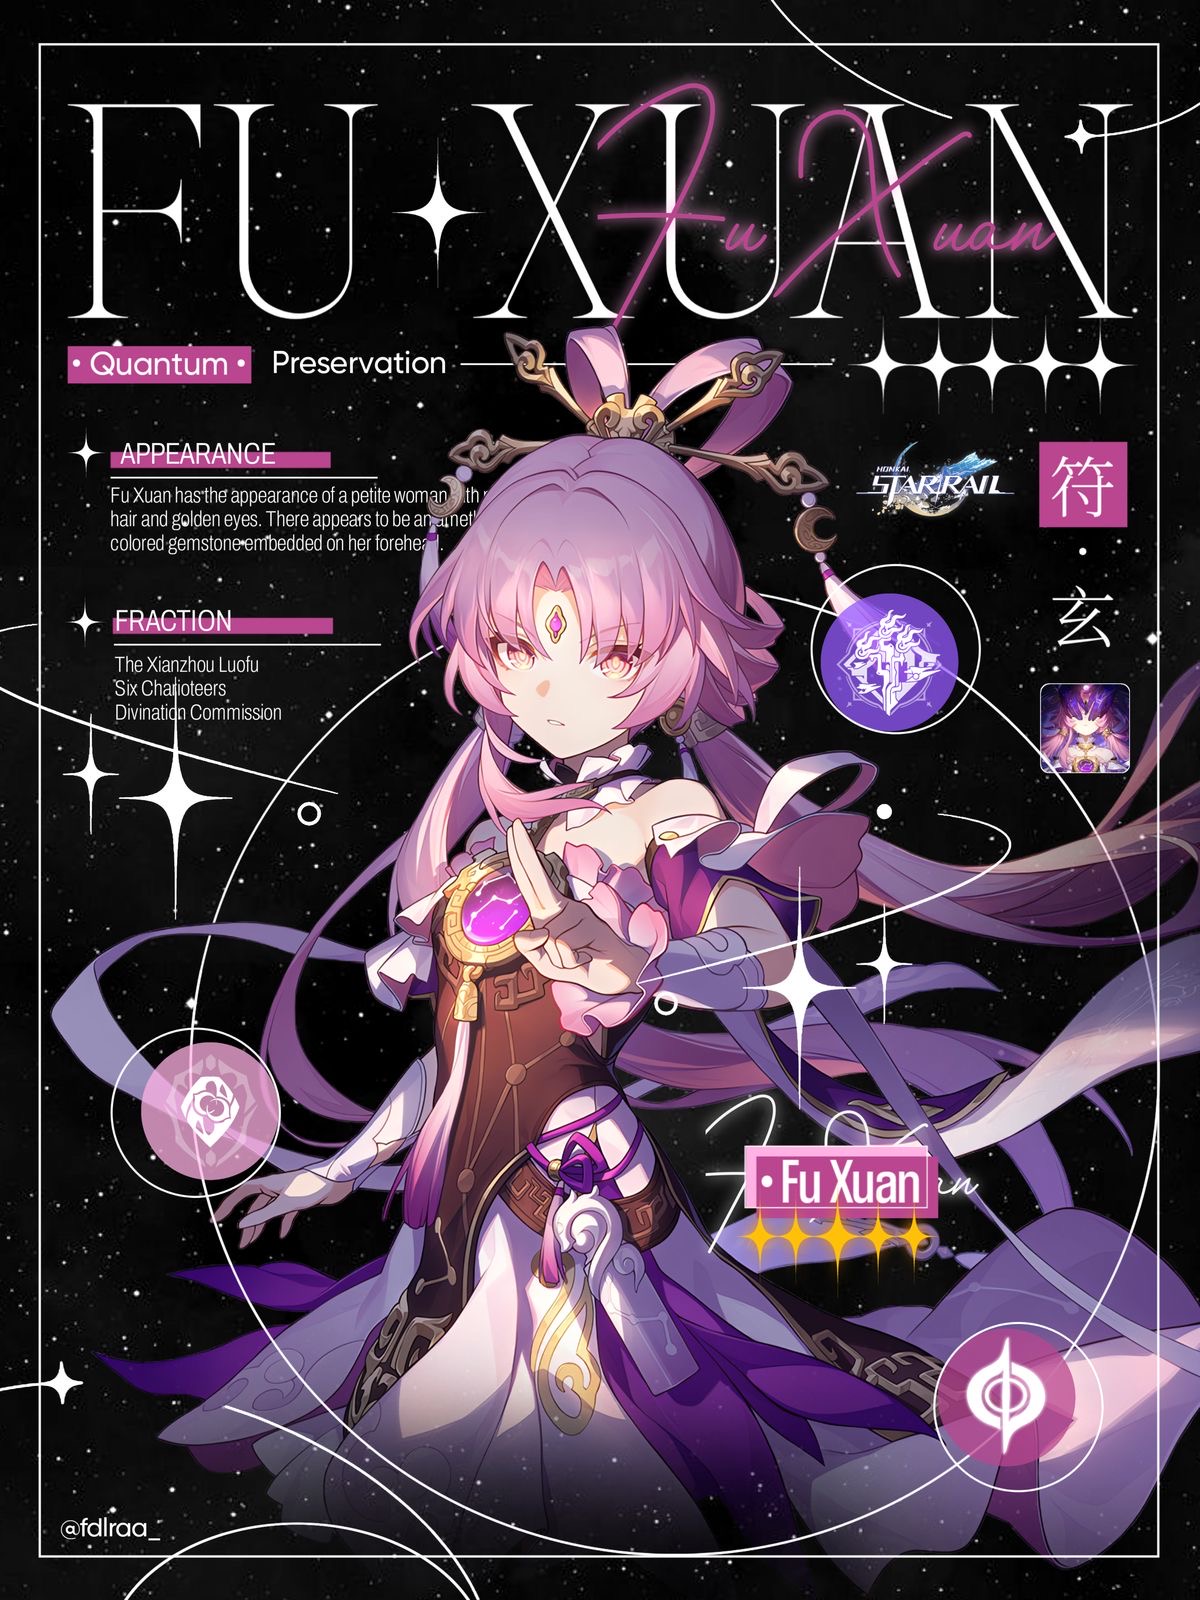 FU XUAN
Fu Xuan
• Quantum •
Preservation
APPEARANCE
Fu Xuan has the appearance of a petite woman
hair and golden eyes. There appears to be an
colored gemstone embedded on her forehead.
HONKAI
STAR RAIL
符
·
玄
FRACTION
The Xianzhou Luofu
Six Charioteers
Divination Commission
• Fu Xuan
@fdlraa_